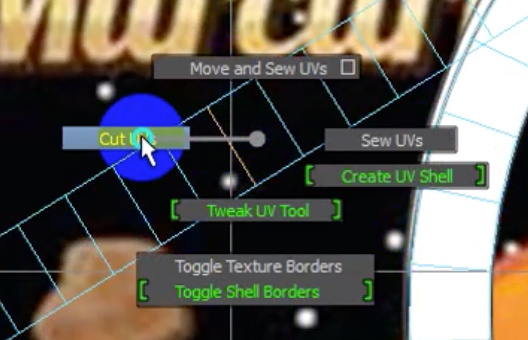 Move and Sew UVs
Cut UVs
Sew UVs
Create UV Shell
Tweak UV Tool
Toggle Texture Borders
Toggle Shell Borders